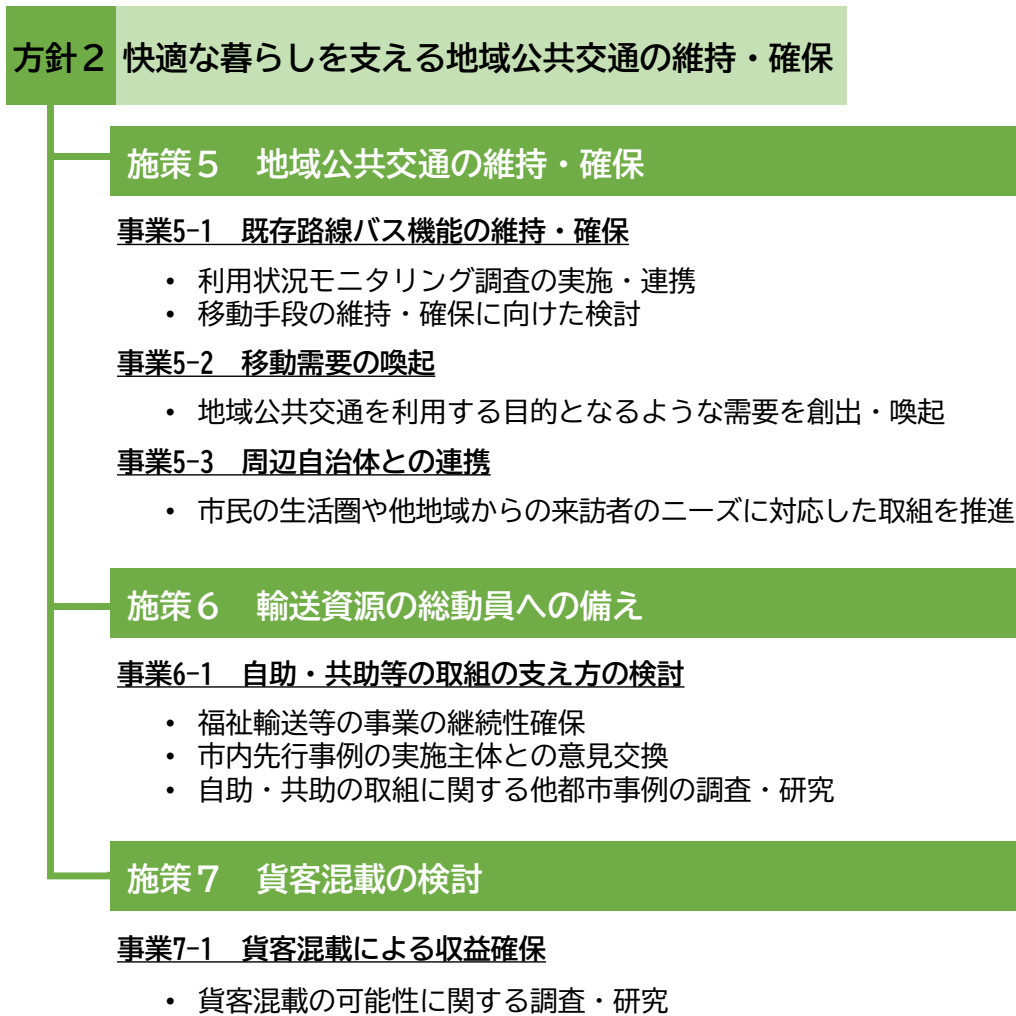 方針２ 快適な暮らしを支える地域公共交通の維持・確保
施策５　地域公共交通の維持・確保
事業5-1　既存路線バス機能の維持・確保
• 利用状況モニタリング調査の実施・連携
• 移動手段の維持・確保に向けた検討
事業5-2　移動需要の喚起
• 地域公共交通を利用する目的となるような需要を創出・喚起
事業5-3　周辺自治体との連携
• 市民の生活圏や他地域からの来訪者のニーズに対応した取組を推進
施策６　輸送資源の総動員への備え
事業6-1　自助・共助等の取組の支え方の検討
• 福祉輸送等の事業の継続性確保
• 市内先行事例の実施主体との意見交換
• 自助・共助の取組に関する他都市事例の調査・研究
施策７　貨客混載の検討
事業7-1　貨客混載による収益確保
• 貨客混載の可能性に関する調査・研究